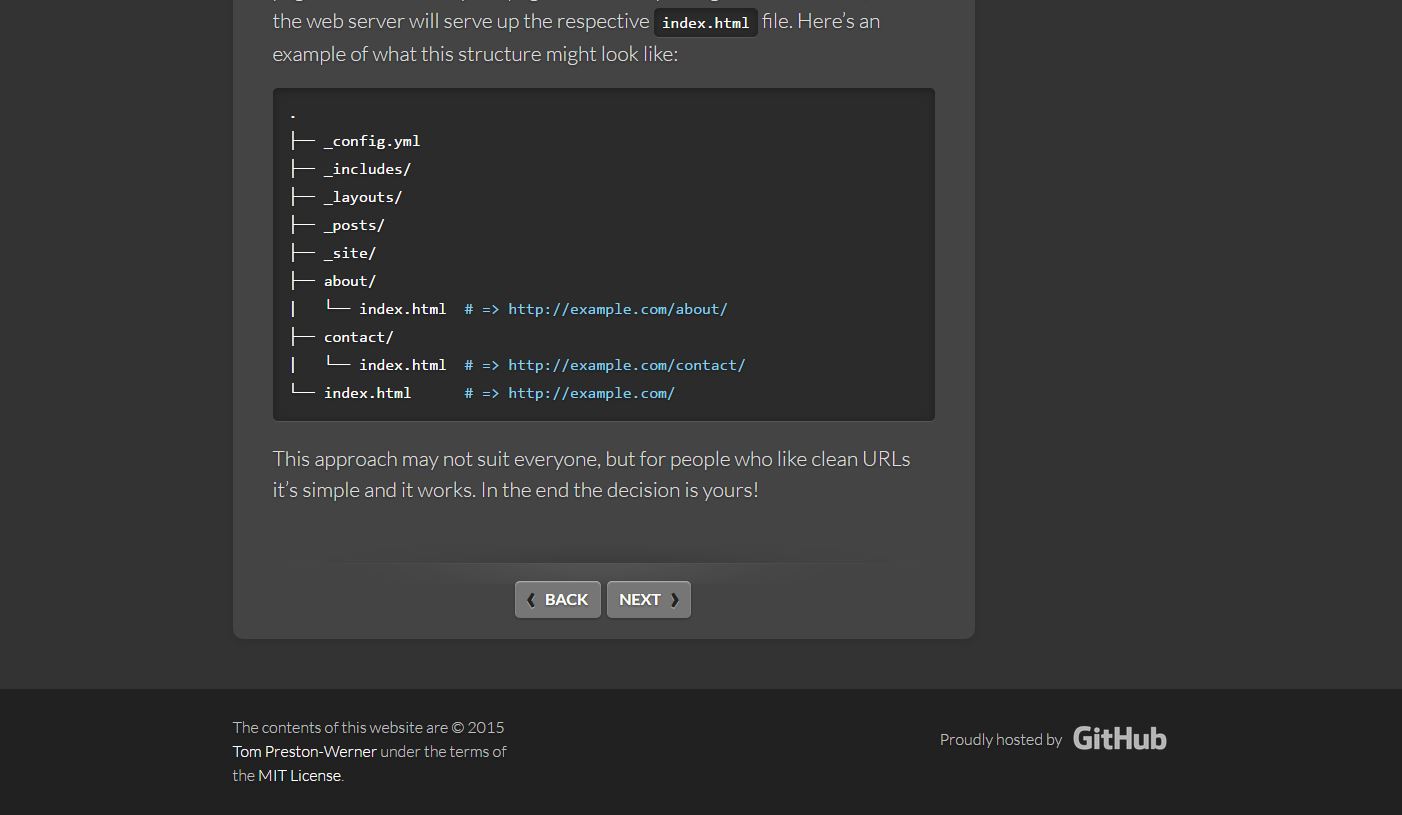 the web server will serve up the respective index.html file. Here’s an
example of what this structure might look like:
.
├── _config.yml
├── _includes/
├── _layouts/
├── _posts/
├── _site/
├── about/
|   └── index.html  # => http://example.com/about/
├── contact/
|   └── index.html  # => http://example.com/contact/
└── index.html      # => http://example.com/
This approach may not suit everyone, but for people who like clean URLs
it’s simple and it works. In the end the decision is yours!
BACK NEXT
The contents of this website are © 2015
Tom Preston-Werner under the terms of
the MIT License.
Proudly hosted by GitHub